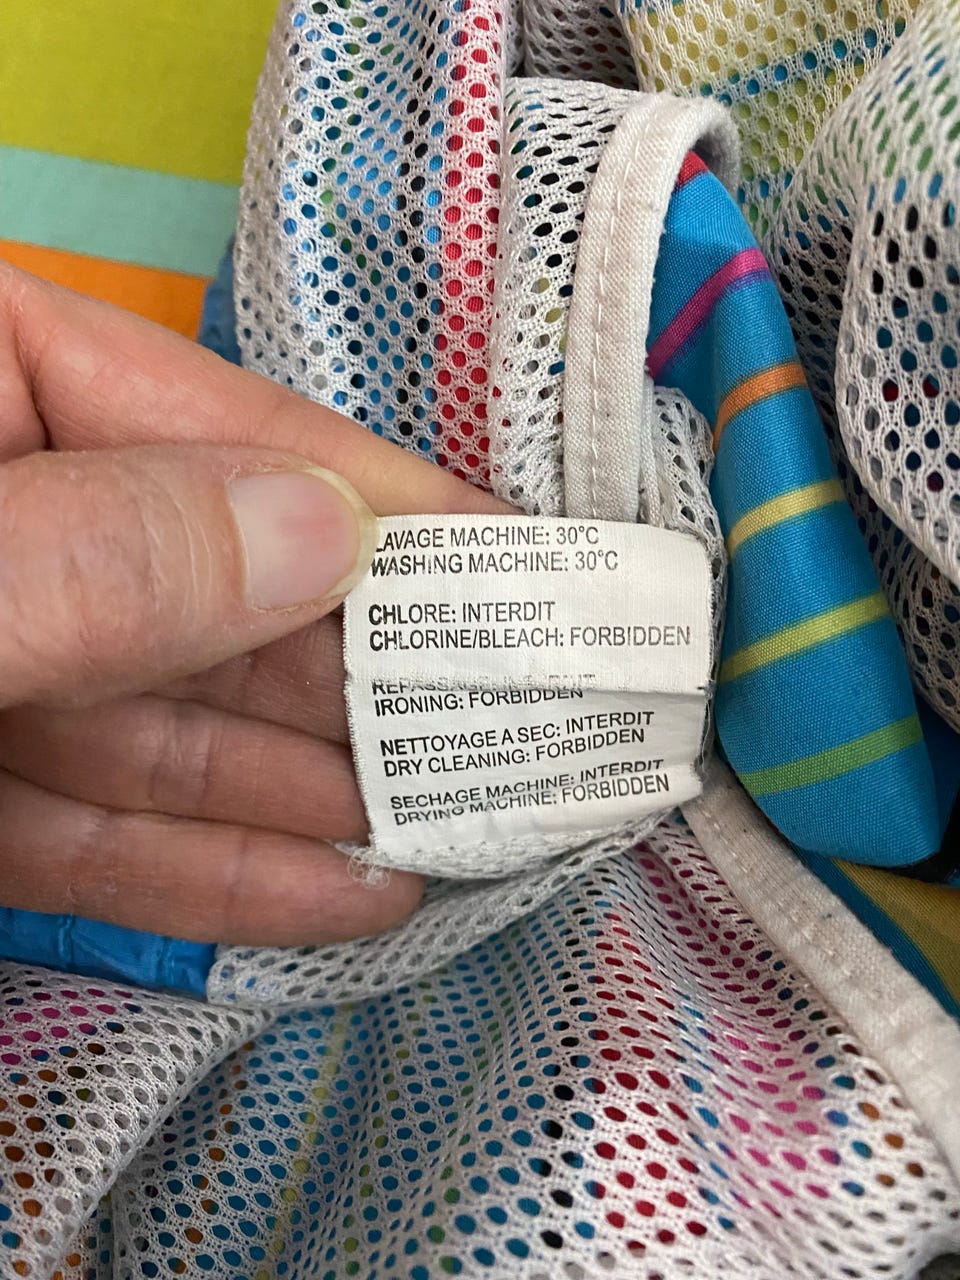 LAVAGE MACHINE: 30°C
WASHING MACHINE: 30°C
CHLORE: INTERDIT
CHLORINE/BLEACH: FORBIDDEN
IRONING: FORBIDDEN
NETTOYAGE A SEC: INTERDIT
DRY CLEANING: FORBIDDEN
SECHAGE MACHINE: INTERDIT
DRYING MACHINE: FORBIDDEN